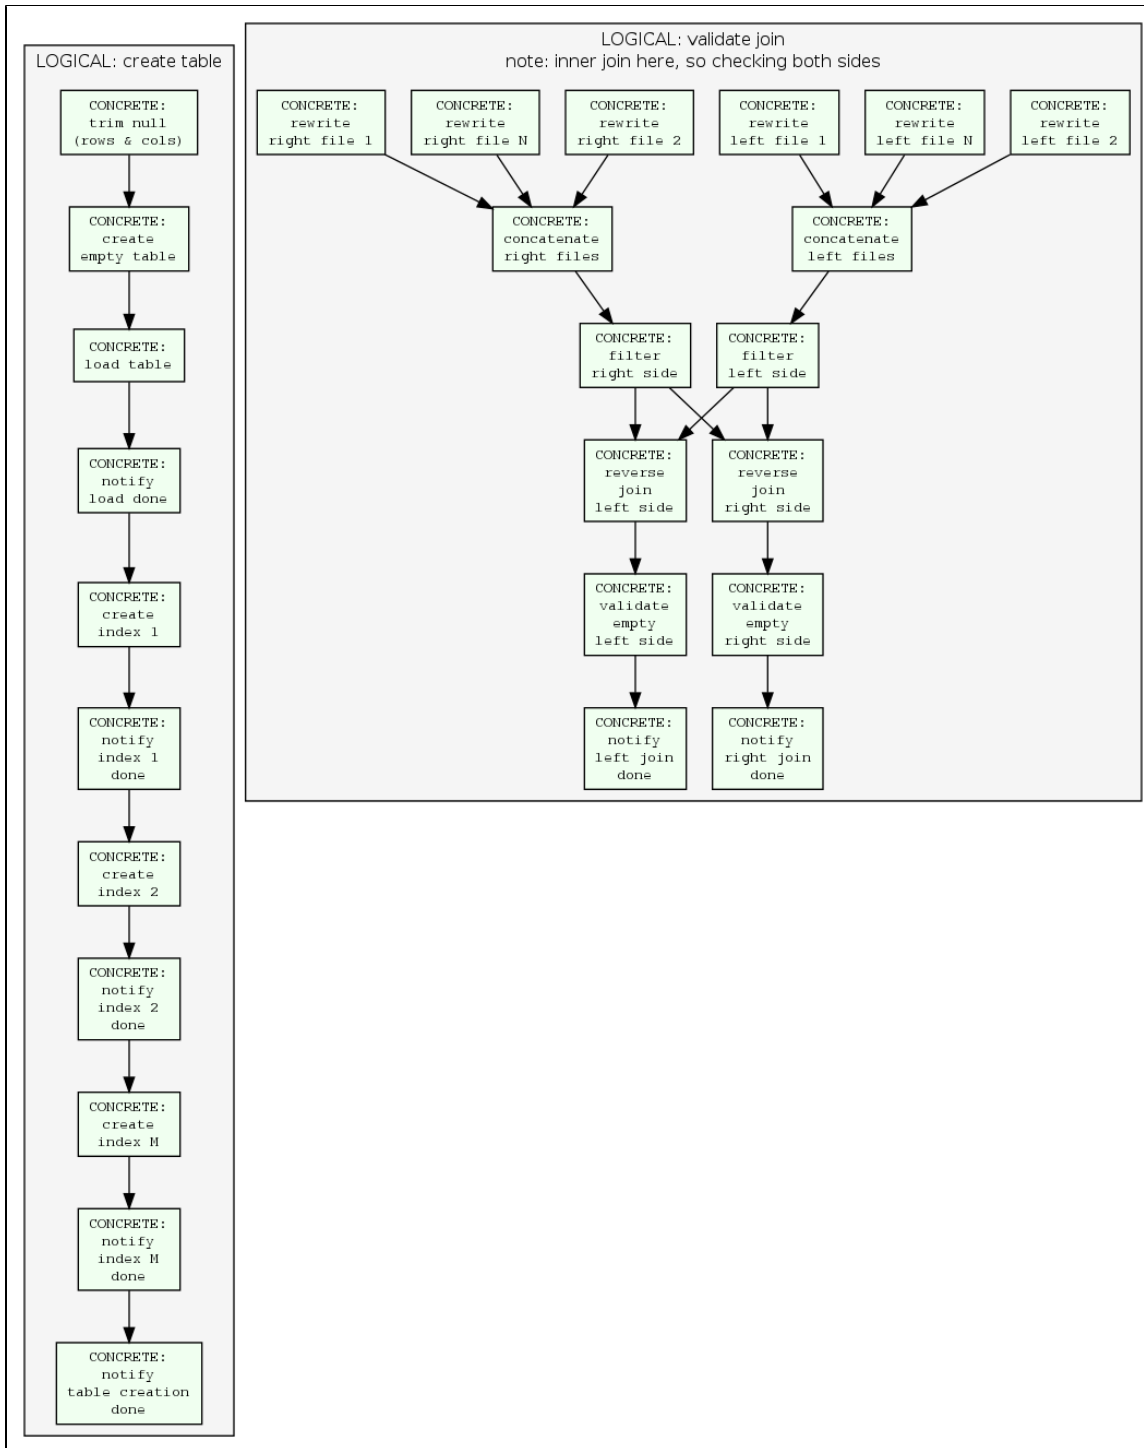 LOGICAL: create table
CONCRETE:
trim null
(rows & cols)
CONCRETE:
create
empty table
CONCRETE:
load table
CONCRETE:
notify
load done
CONCRETE:
create
index 1
CONCRETE:
notify
index 1
done
CONCRETE:
create
index 2
CONCRETE:
notify
index 2
done
CONCRETE:
create
index M
CONCRETE:
notify
index M
done
CONCRETE:
notify
table creation
done
LOGICAL: validate join
note: inner join here, so checking both sides
CONCRETE:
rewrite
right file 1
CONCRETE:
rewrite
right file N
CONCRETE:
rewrite
right file 2
CONCRETE:
rewrite
left file 1
CONCRETE:
rewrite
left file N
CONCRETE:
rewrite
left file 2
CONCRETE:
concatenate
right files
CONCRETE:
concatenate
left files
CONCRETE:
filter
right side
CONCRETE:
filter
left side
CONCRETE:
reverse
join
left side
CONCRETE:
reverse
join
right side
CONCRETE:
validate
empty
left side
CONCRETE:
validate
empty
right side
CONCRETE:
notify
left join
done
CONCRETE:
notify
right join
done